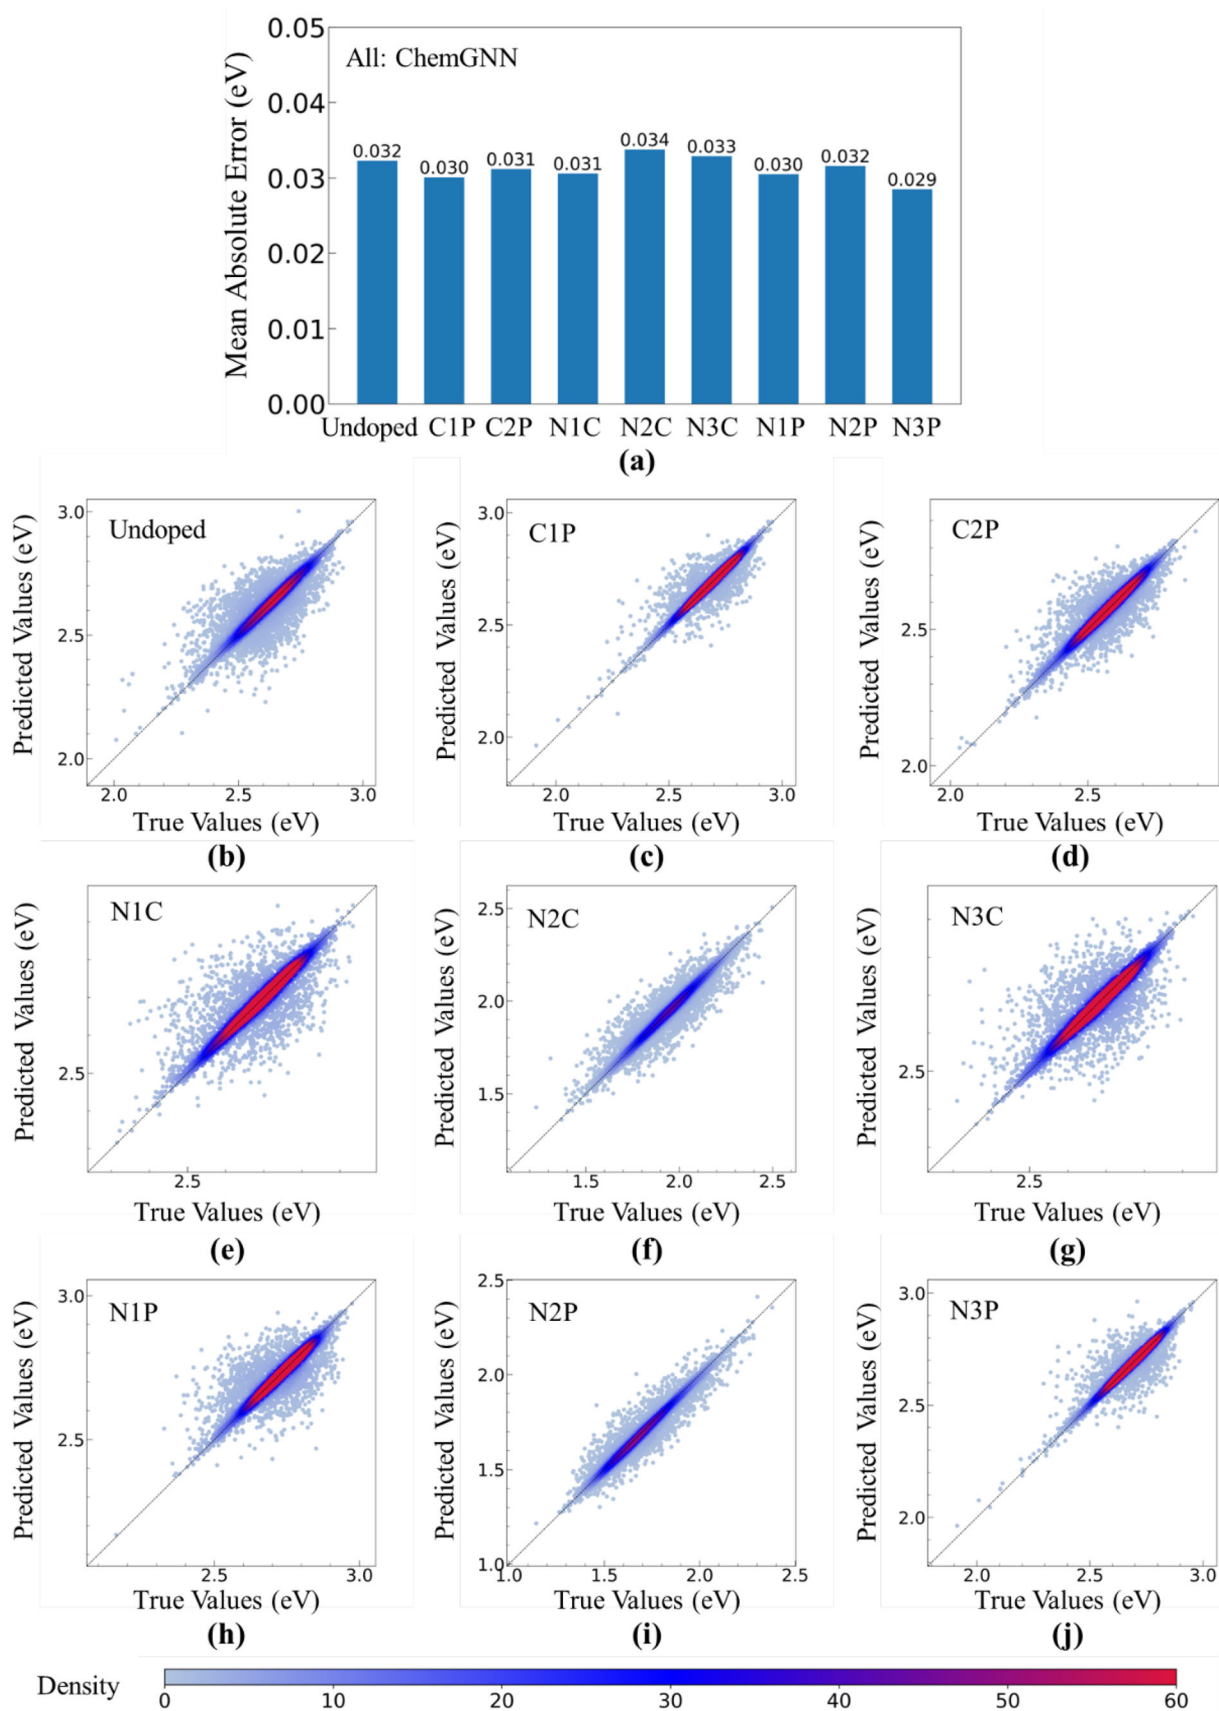 0.05
All: ChemGNN
0.04
0.03
0.02
0.01
0.00
Mean Absolute Error (eV)
0.032 0.030 0.031 0.031 0.034 0.033 0.030 0.032 0.029
Undoped C1P C2P N1C N2C N3C N1P N2P N3P
(a)
Undoped
3.0
2.5
2.0
Predicted Values (eV)
2.0 2.5 3.0
True Values (eV)
(b)
C1P
3.0
2.5
2.0
Predicted Values (eV)
2.0 2.5 3.0
True Values (eV)
(c)
C2P
2.5
2.0
Predicted Values (eV)
2.0 2.5
True Values (eV)
(d)
N1C
2.5
Predicted Values (eV)
2.5
True Values (eV)
(e)
N2C
2.5
2.0
1.5
Predicted Values (eV)
1.5 2.0 2.5
True Values (eV)
(f)
N3C
2.5
Predicted Values (eV)
2.5
True Values (eV)
(g)
N1P
3.0
2.5
Predicted Values (eV)
2.5 3.0
True Values (eV)
(h)
N2P
2.5
2.0
1.5
1.0
Predicted Values (eV)
1.0 1.5 2.0 2.5
True Values (eV)
(i)
N3P
3.0
2.5
2.0
Predicted Values (eV)
2.0 2.5 3.0
True Values (eV)
(j)
Density
0 10 20 30 40 50 60